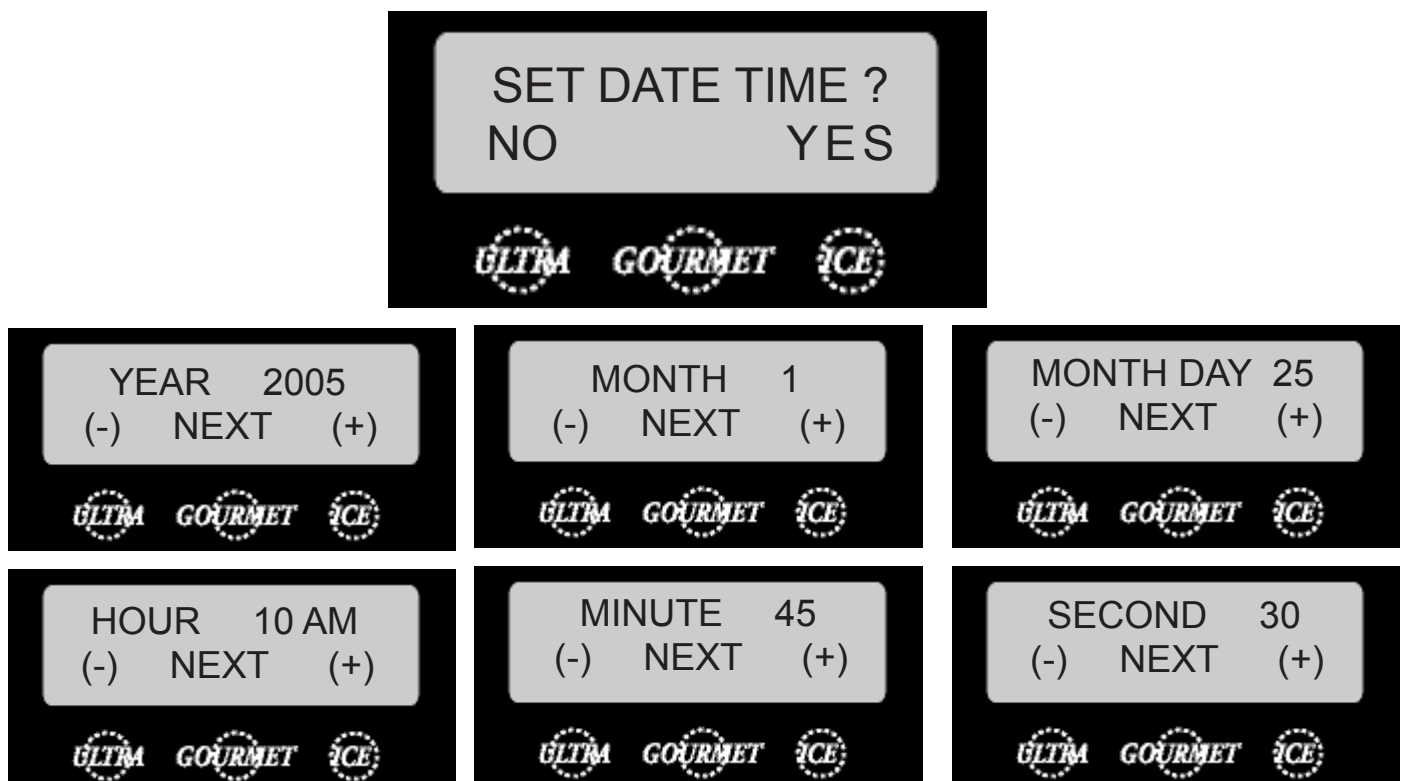 SET DATE TIME ?
NO YES
ULTRA GOURMET ICE
YEAR 2005
(-) NEXT (+)
ULTRA GOURMET ICE
MONTH 1
(-) NEXT (+)
ULTRA GOURMET ICE
MONTH DAY 25
(-) NEXT (+)
ULTRA GOURMET ICE
HOUR 10 AM
(-) NEXT (+)
ULTRA GOURMET ICE
MINUTE 45
(-) NEXT (+)
ULTRA GOURMET ICE
SECOND 30
(-) NEXT (+)
ULTRA GOURMET ICE